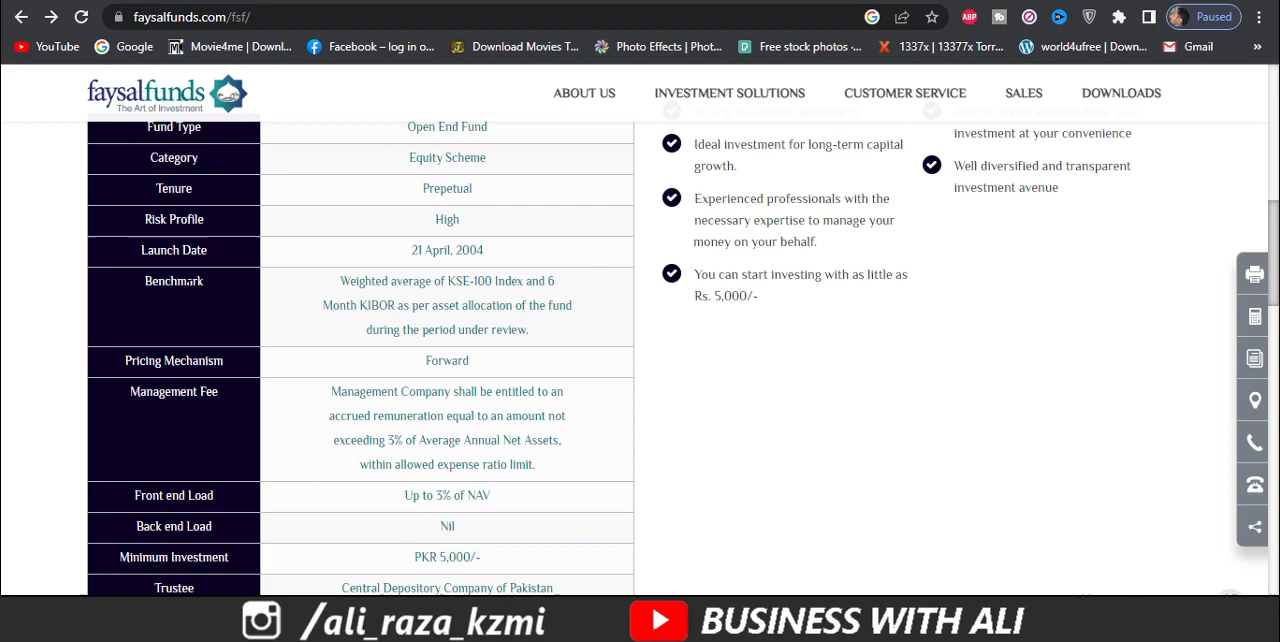 faysalfunds.com/fsf/
ABP
Paused
YouTube
Google
Movie4me | Downl...
Facebook – log in o...
Download Movies T...
Photo Effects | Phot...
Free stock photos -...
1337x | 13377x Torr...
world4ufree | Down...
Gmail
»
faysalfunds
The Art of Investment
ABOUT US
INVESTMENT SOLUTIONS
CUSTOMER SERVICE
SALES
DOWNLOADS
Fund Type
Open End Fund
Category
Equity Scheme
Tenure
Prepetual
Risk Profile
High
Launch Date
21 April, 2004
Benchmark
Weighted average of KSE-100 Index and 6
Month KIBOR as per asset allocation of the fund
during the period under review.
Pricing Mechanism
Forward
Management Fee
Management Company shall be entitled to an
accrued remuneration equal to an amount not
exceeding 3% of Average Annual Net Assets,
within allowed expense ratio limit.
Front end Load
Up to 3% of NAV
Back end Load
Nil
Minimum Investment
PKR 5,000/-
Trustee
Central Depository Company of Pakistan
Ideal investment for long-term capital
growth.
Experienced professionals with the
necessary expertise to manage your
money on your behalf.
You can start investing with as little as
Rs. 5,000/-
investment at your convenience
Well diversified and transparent
investment avenue
/ali_raza_kzmi
BUSINESS WITH ALI